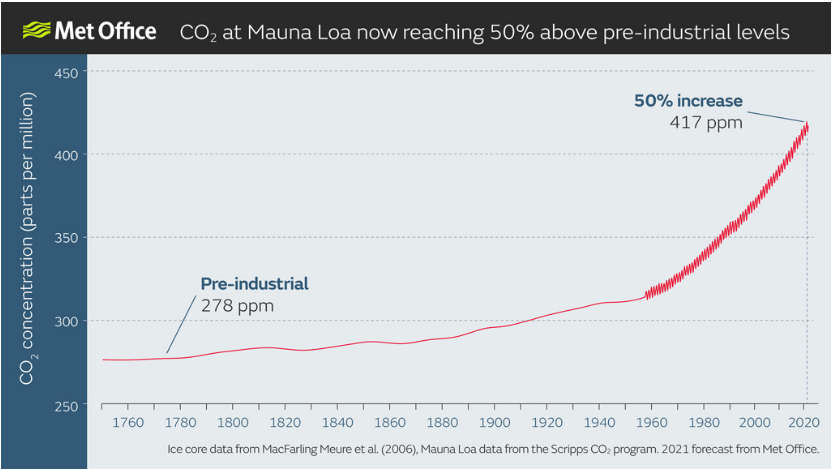 Met Office
CO₂ at Mauna Loa now reaching 50% above pre-industrial levels
CO₂ concentration (parts per million)
450
400
350
300
250
50% increase
417 ppm
Pre-industrial
278 ppm
1760 1780 1800 1820 1840 1860 1880 1900 1920 1940 1960 1980 2000 2020
Ice core data from MacFarling Meure et al. (2006), Mauna Loa data from the Scripps CO₂ program. 2021 forecast from Met Office.